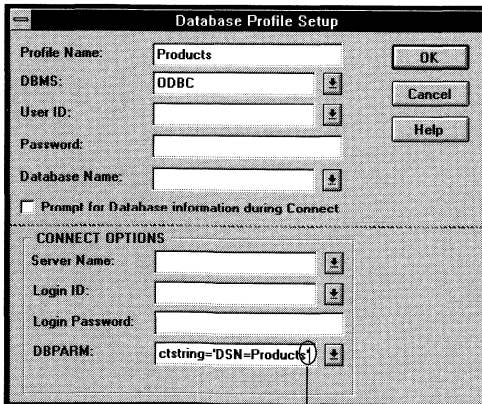 Database Profile Setup
Profile Name: Products
OK
DBMS: ODBC
Cancel
User ID:
Help
Password:
Database Name:
Prompt for Database information during Connect
CONNECT OPTIONS
Server Name:
Login ID:
Login Password:
DBPARM: ctstring='DSN=Products'